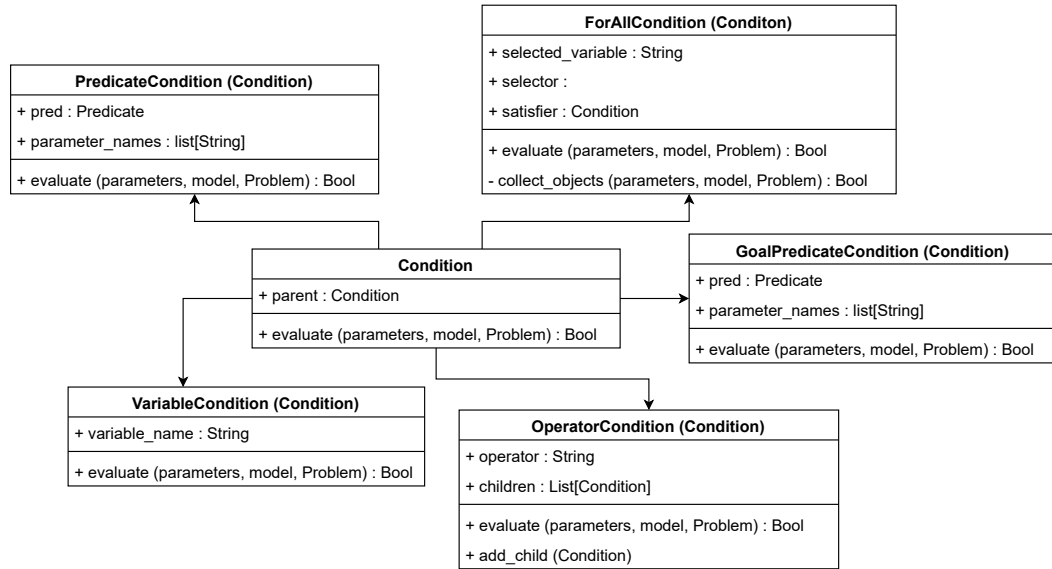 ForAllCondition (Conditon)
+ selected_variable : String
+ selector :
+ satisfier : Condition
+ evaluate (parameters, model, Problem) : Bool
- collect_objects (parameters, model, Problem) : Bool
PredicateCondition (Condition)
+ pred : Predicate
+ parameter_names : list[String]
+ evaluate (parameters, model, Problem) : Bool
Condition
+ parent : Condition
+ evaluate (parameters, model, Problem) : Bool
GoalPredicateCondition (Condition)
+ pred : Predicate
+ parameter_names : list[String]
+ evaluate (parameters, model, Problem) : Bool
VariableCondition (Condition)
+ variable_name : String
+ evaluate (parameters, model, Problem) : Bool
OperatorCondition (Condition)
+ operator : String
+ children : List[Condition]
+ evaluate (parameters, model, Problem) : Bool
+ add_child (Condition)